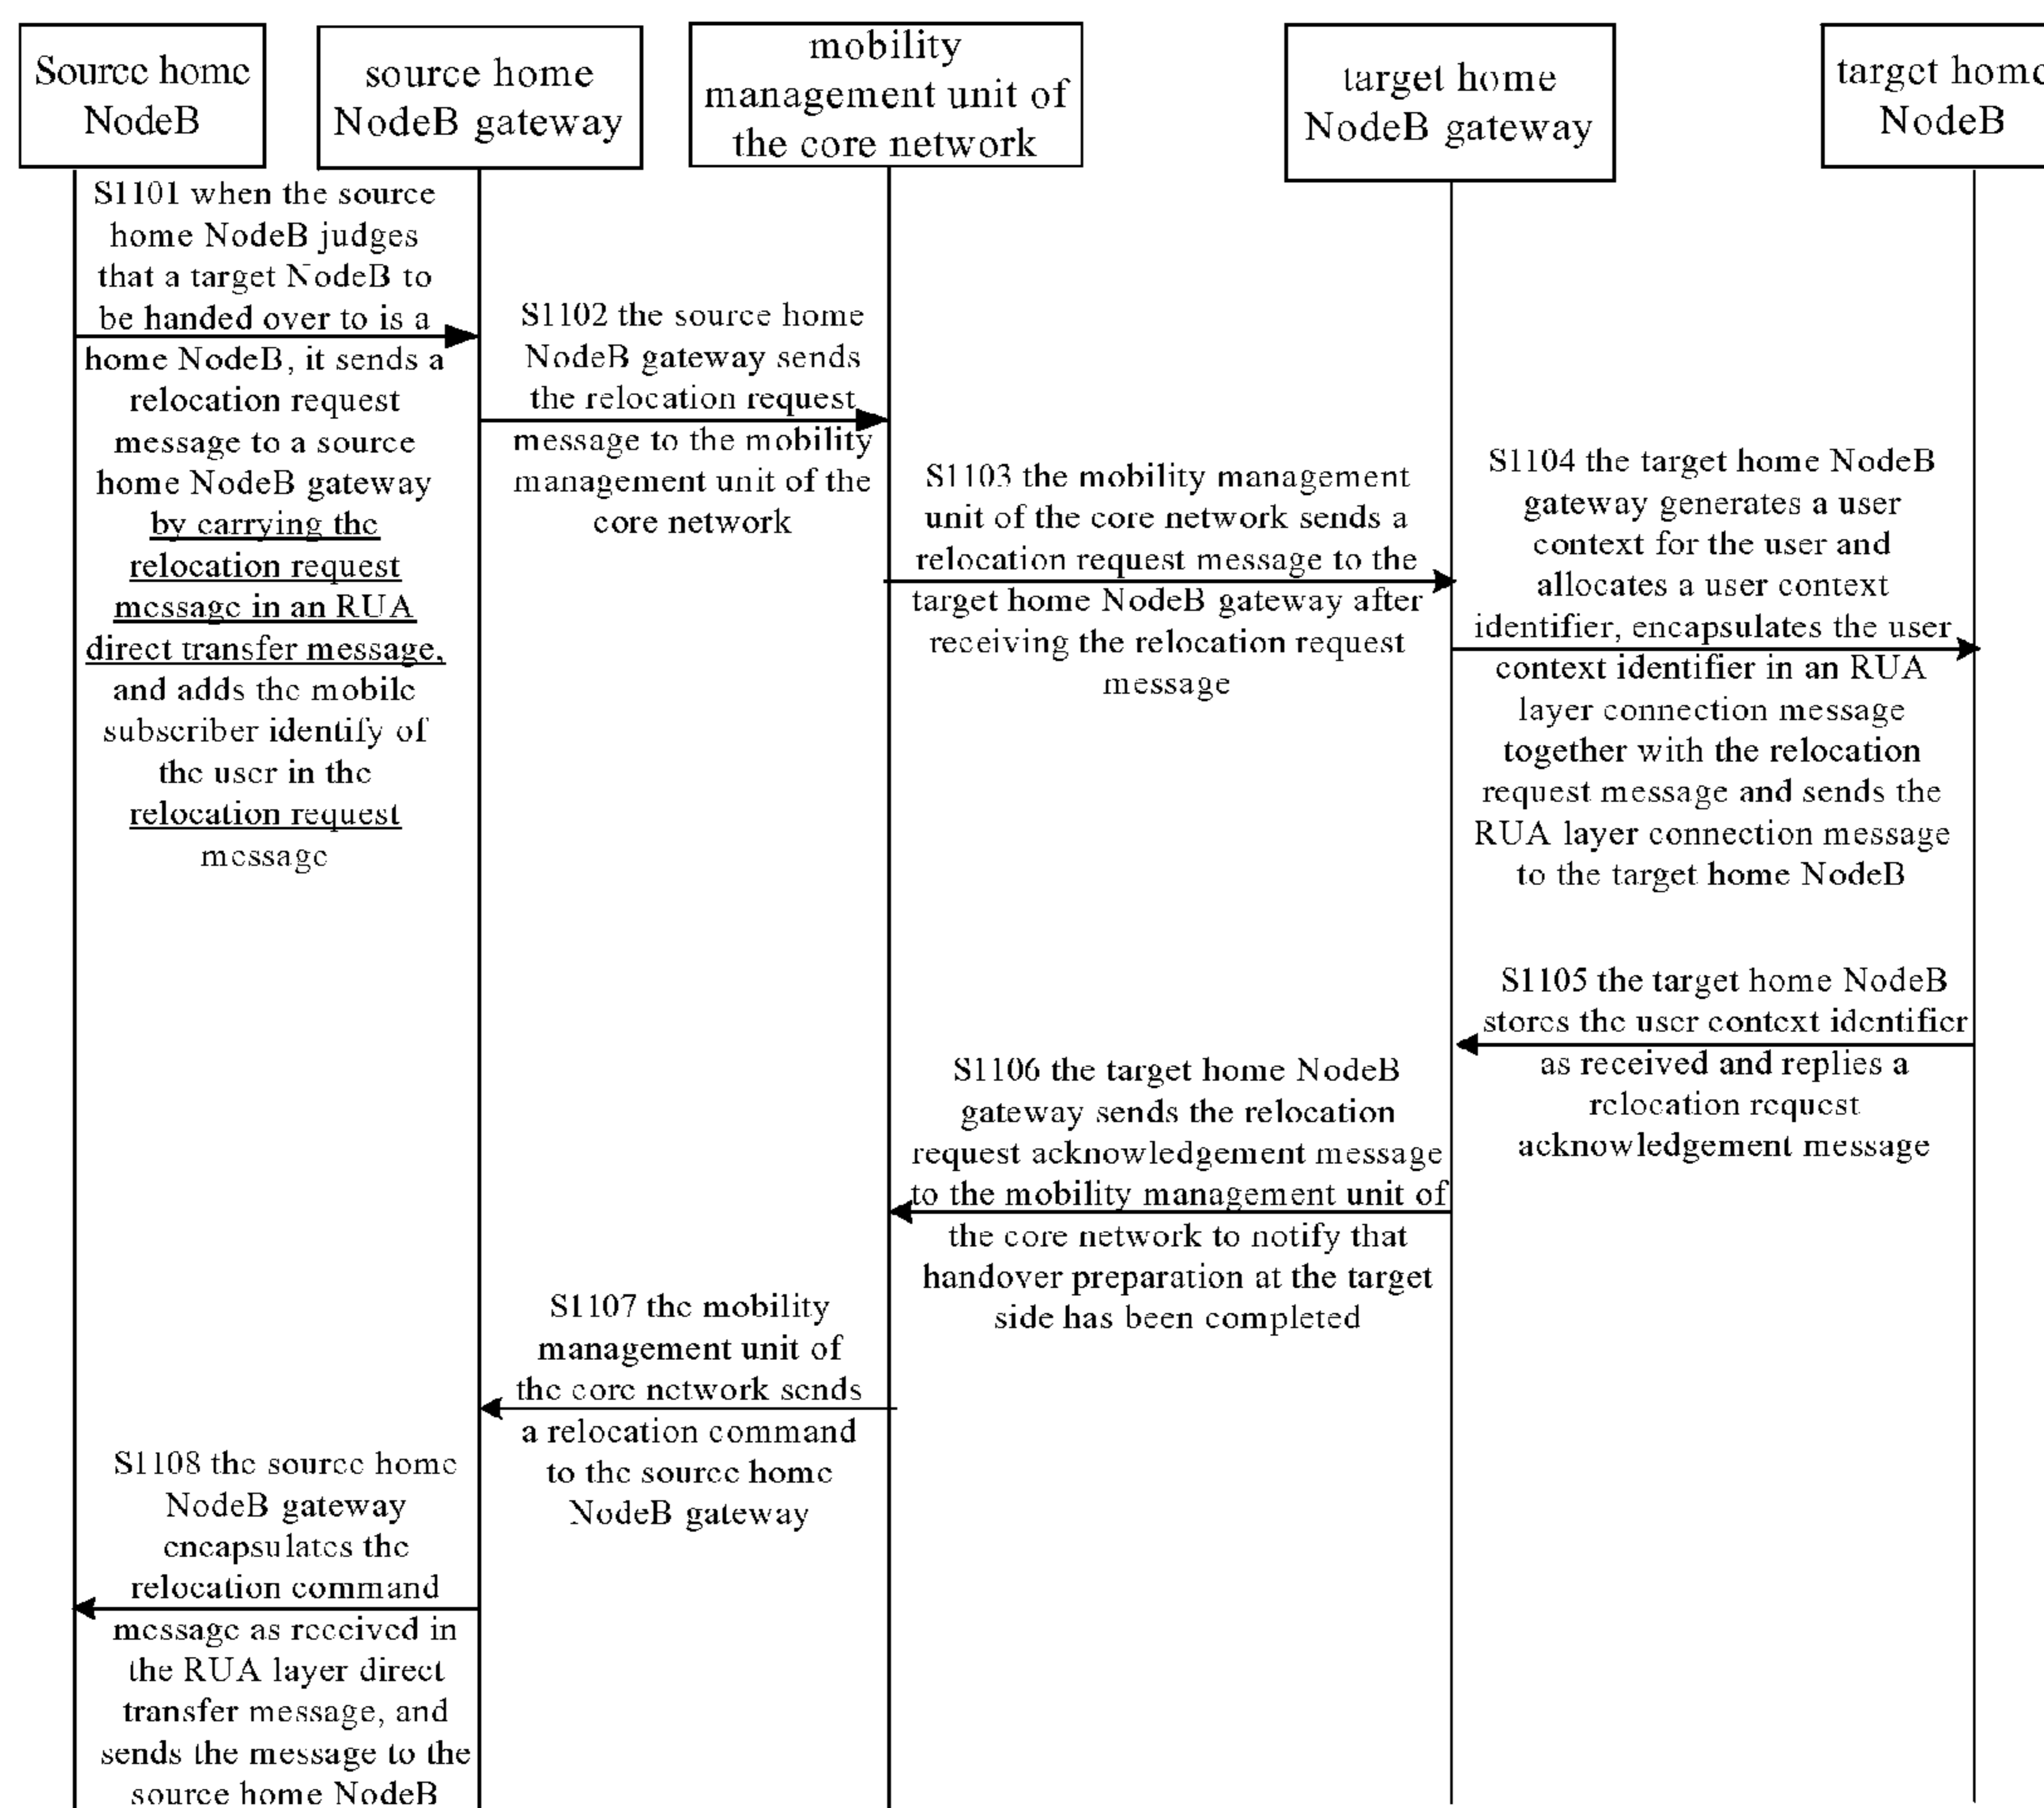 Source home
NodeB
source home
NodeB gateway
mobility
management unit of
the core network
target home
NodeB gateway
target home
NodeB
S1101 when the source
home NodeB judges
that a target NodeB to
be handed over to is a
home NodeB, it sends a
relocation request
message to a source
home NodeB gateway
by carrying the
relocation request
message in an RUA
direct transfer message,
and adds the mobile
subscriber identify of
the user in the
relocation request
message
S1102 the source home
NodeB gateway sends
the relocation request
message to the mobility
management unit of the
core network
S1103 the mobility management
unit of the core network sends a
relocation request message to the
target home NodeB gateway after
receiving the relocation request
message
S1104 the target home NodeB
gateway generates a user
context for the user and
allocates a user context
identifier, encapsulates the user
context identifier in an RUA
layer connection message
together with the relocation
request message and sends the
RUA layer connection message
to the target home NodeB
S1105 the target home NodeB
stores the user context identifier
as received and replies a
relocation request
acknowledgement message
S1106 the target home NodeB
gateway sends the relocation
request acknowledgement message
to the mobility management unit of
the core network to notify that
handover preparation at the target
side has been completed
S1107 the mobility
management unit of
the core network sends
a relocation command
to the source home
NodeB gateway
S1108 the source home
NodeB gateway
encapsulates the
relocation command
message as received in
the RUA layer direct
transfer message, and
sends the message to the
source home NodeB